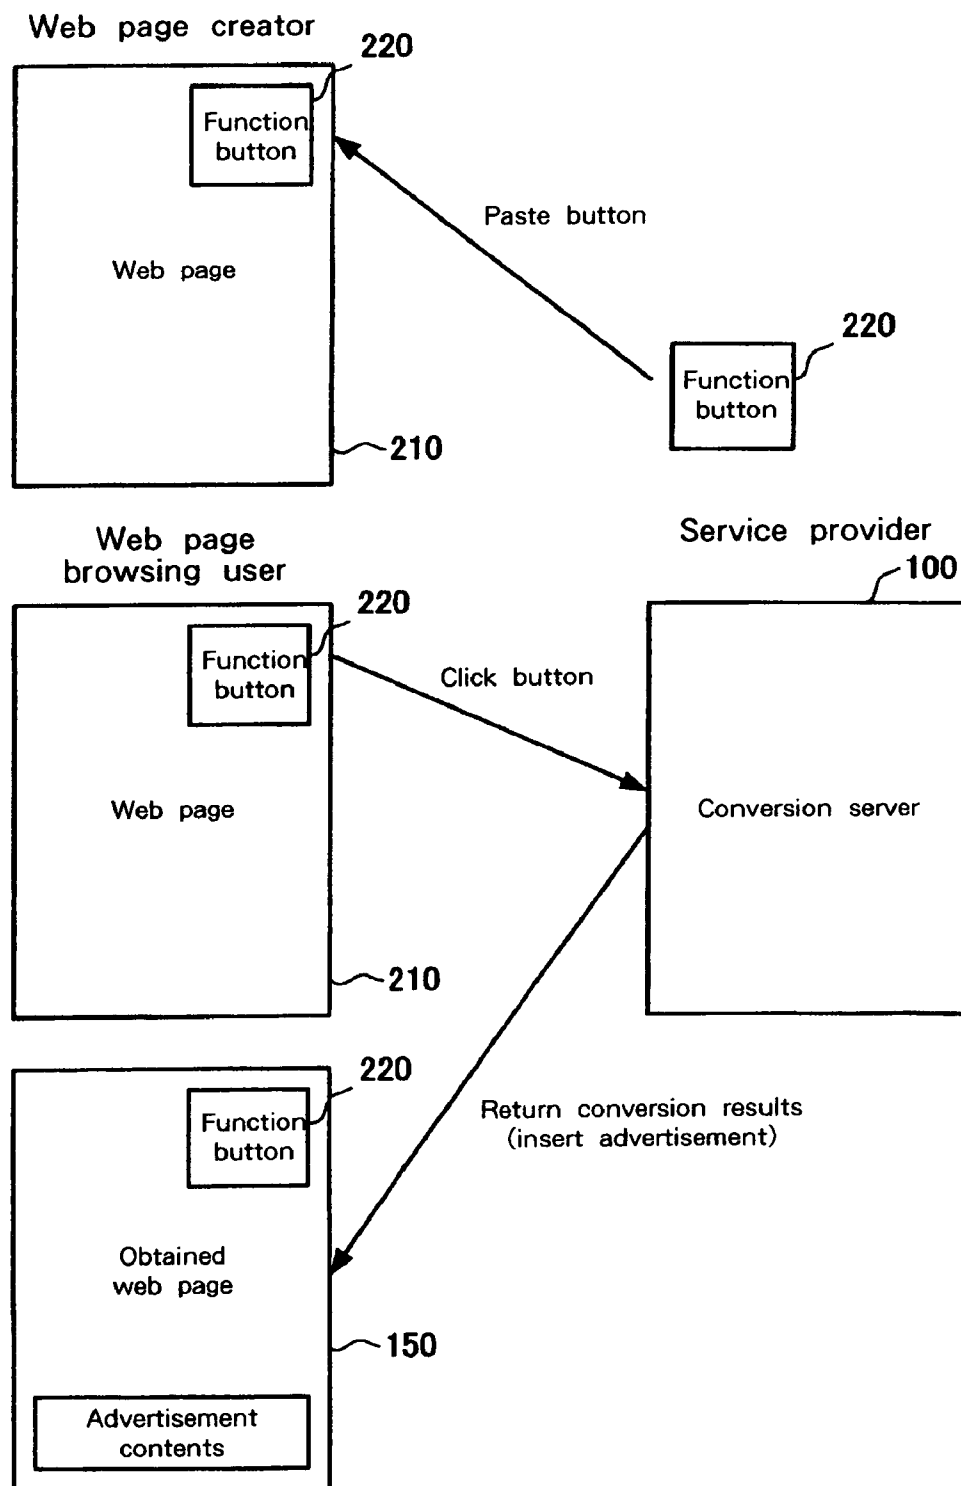 Web page creator
220
Function
button
Paste button
Web page
220
Function
button
210
Web page
browsing user
Service provider
100
220
Function
button
Click button
Web page
Conversion server
210
220
Function
button
Return conversion results
(insert advertisement)
Obtained
web page
150
Advertisement
contents